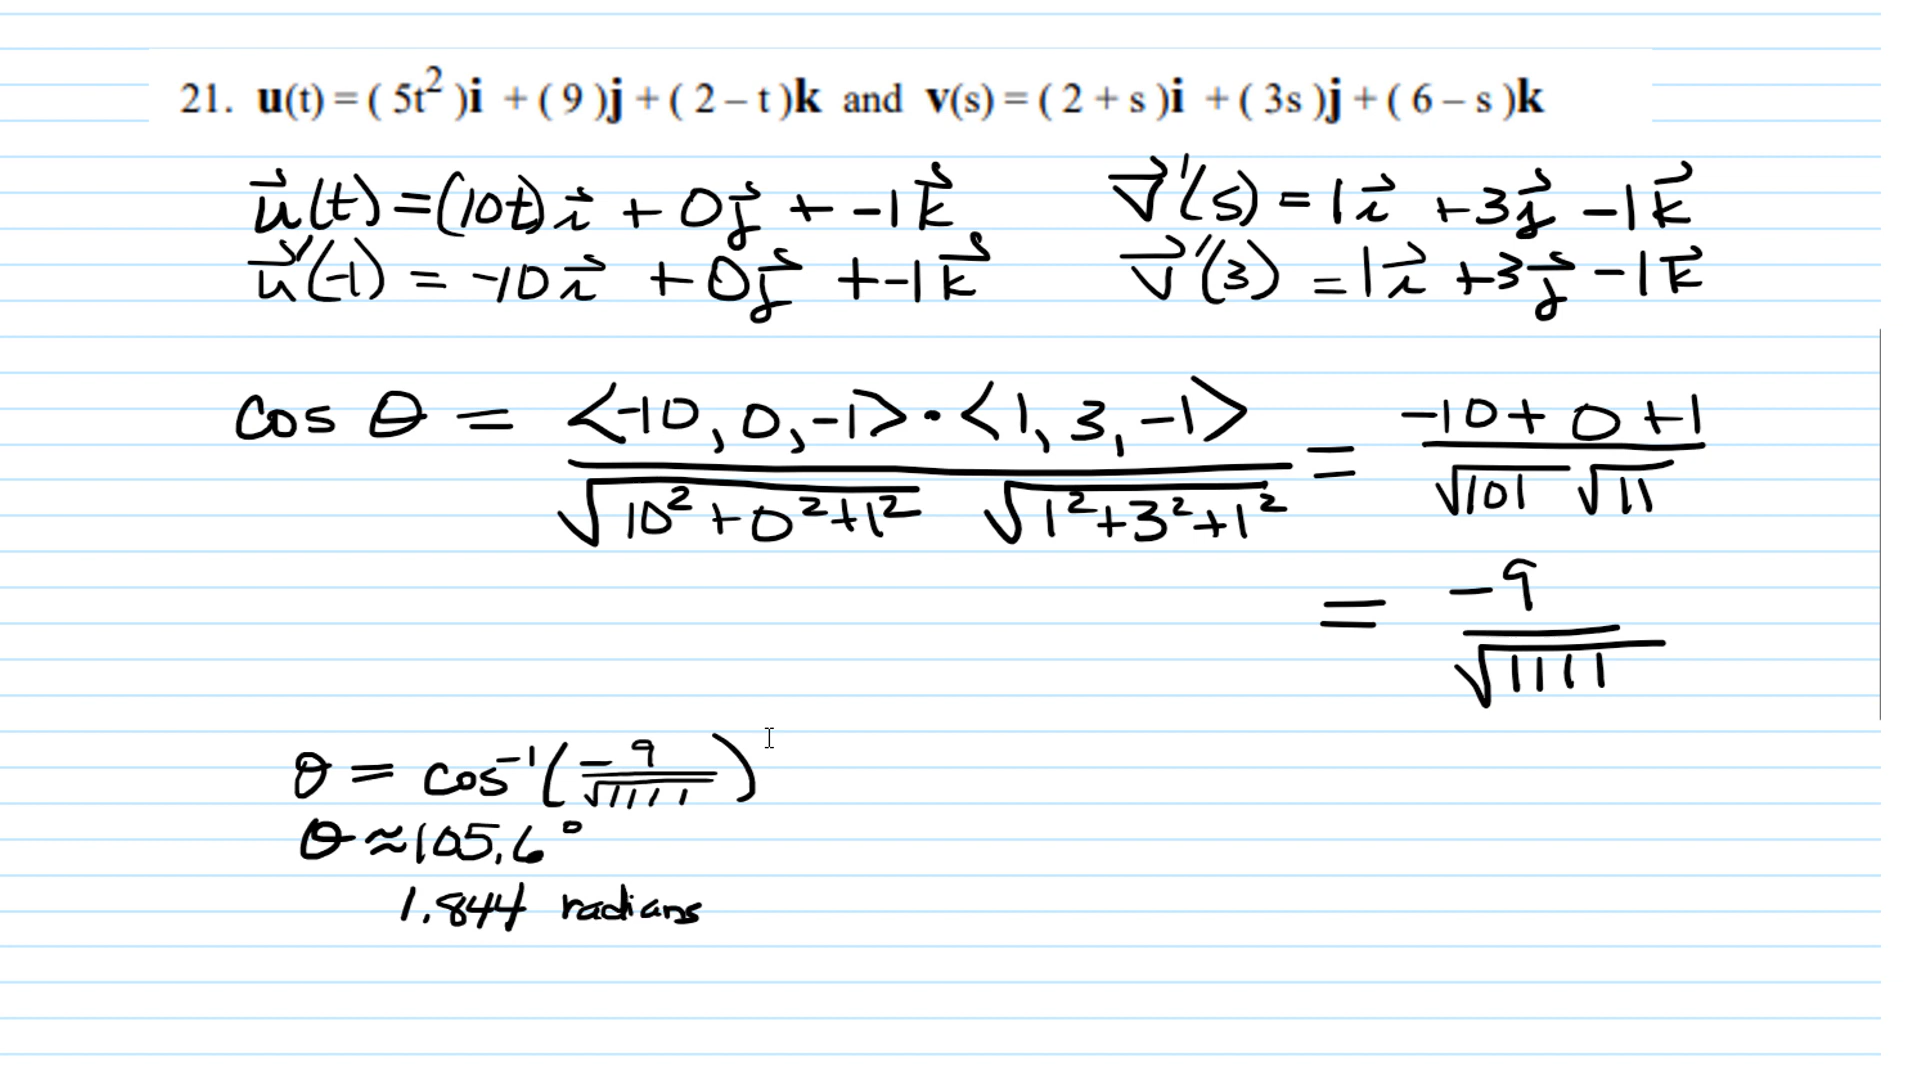 21. u(t) = ( 5t² )i + ( 9 )j + ( 2 – t )k and v(s) = ( 2 + s )i + ( 3s )j + ( 6 – s )k
u⃗(t) = (10t)i⃗ + 0j⃗ + -1k⃗    v⃗'(s) = 1i⃗ + 3j⃗ - 1k⃗
u⃗'(-1) = -10i⃗ + 0j⃗ + -1k⃗    v⃗'(3) = 1i⃗ + 3j⃗ - 1k⃗
cos θ = <-10, 0, -1> · <1, 3, -1> / √(10² + 0² + 1²) √(1² + 3² + 1²) = -10 + 0 + 1 / √101 √11
= -9 / √1111
θ = cos⁻¹(-9/√1111)
θ ≈ 105.6°
1.844 radians